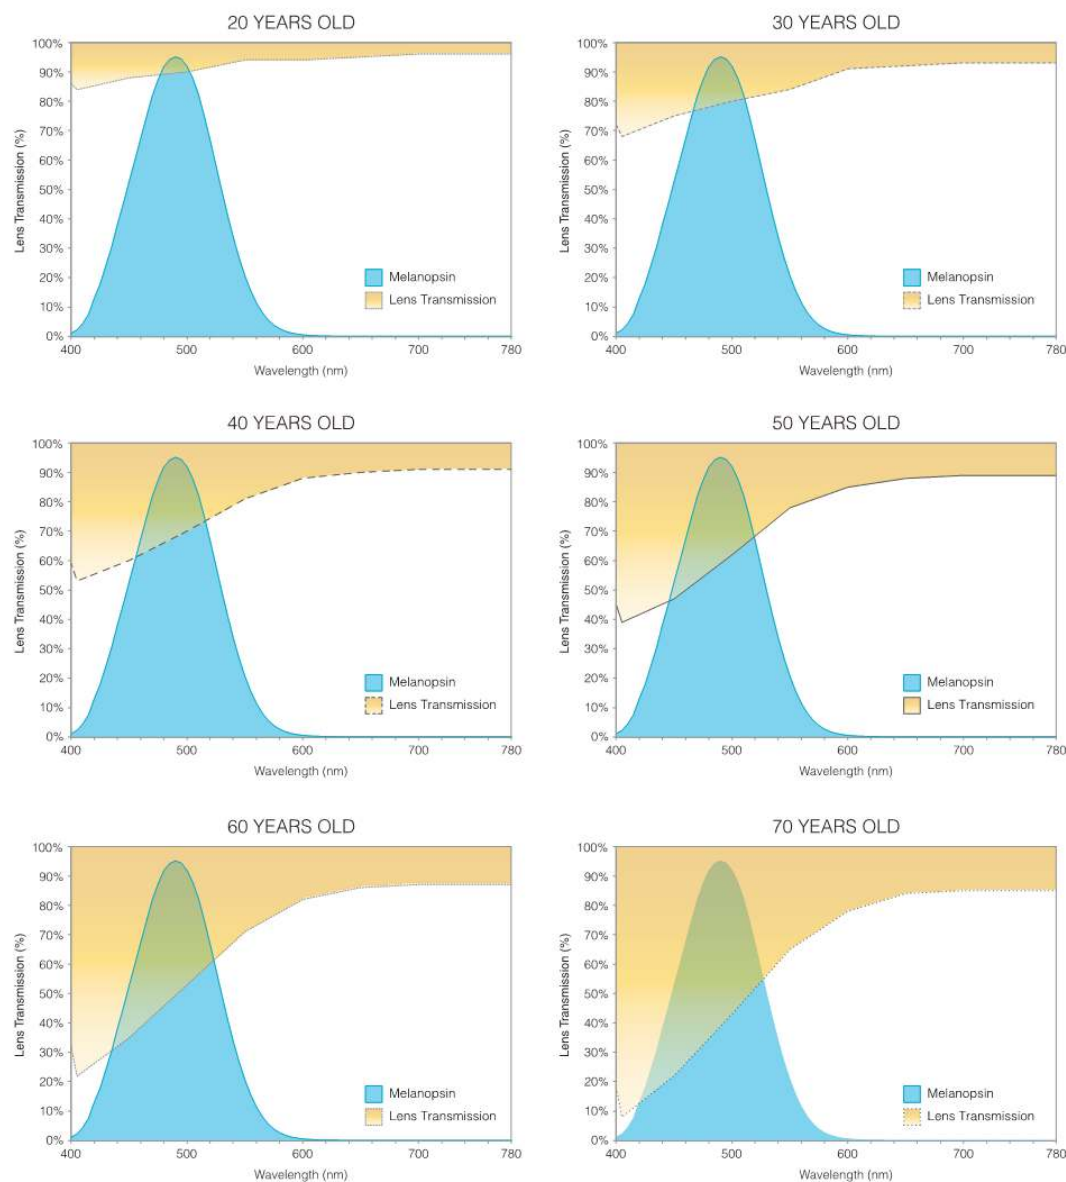 20 YEARS OLD
100%
90%
80%
70%
60%
50%
40%
30%
20%
10%
0%
Lens Transmission (%)
Melanopsin
Lens Transmission
400 500 600 700 780
Wavelength (nm)
30 YEARS OLD
100%
90%
80%
70%
60%
50%
40%
30%
20%
10%
0%
Lens Transmission (%)
Melanopsin
Lens Transmission
400 500 600 700 780
Wavelength (nm)
40 YEARS OLD
100%
90%
80%
70%
60%
50%
40%
30%
20%
10%
0%
Lens Transmission (%)
Melanopsin
Lens Transmission
400 500 600 700 780
Wavelength (nm)
50 YEARS OLD
100%
90%
80%
70%
60%
50%
40%
30%
20%
10%
0%
Lens Transmission (%)
Melanopsin
Lens Transmission
400 500 600 700 780
Wavelength (nm)
60 YEARS OLD
100%
90%
80%
70%
60%
50%
40%
30%
20%
10%
0%
Lens Transmission (%)
Melanopsin
Lens Transmission
400 500 600 700 780
Wavelength (nm)
70 YEARS OLD
100%
90%
80%
70%
60%
50%
40%
30%
20%
10%
0%
Lens Transmission (%)
Melanopsin
Lens Transmission
400 500 600 700 780
Wavelength (nm)